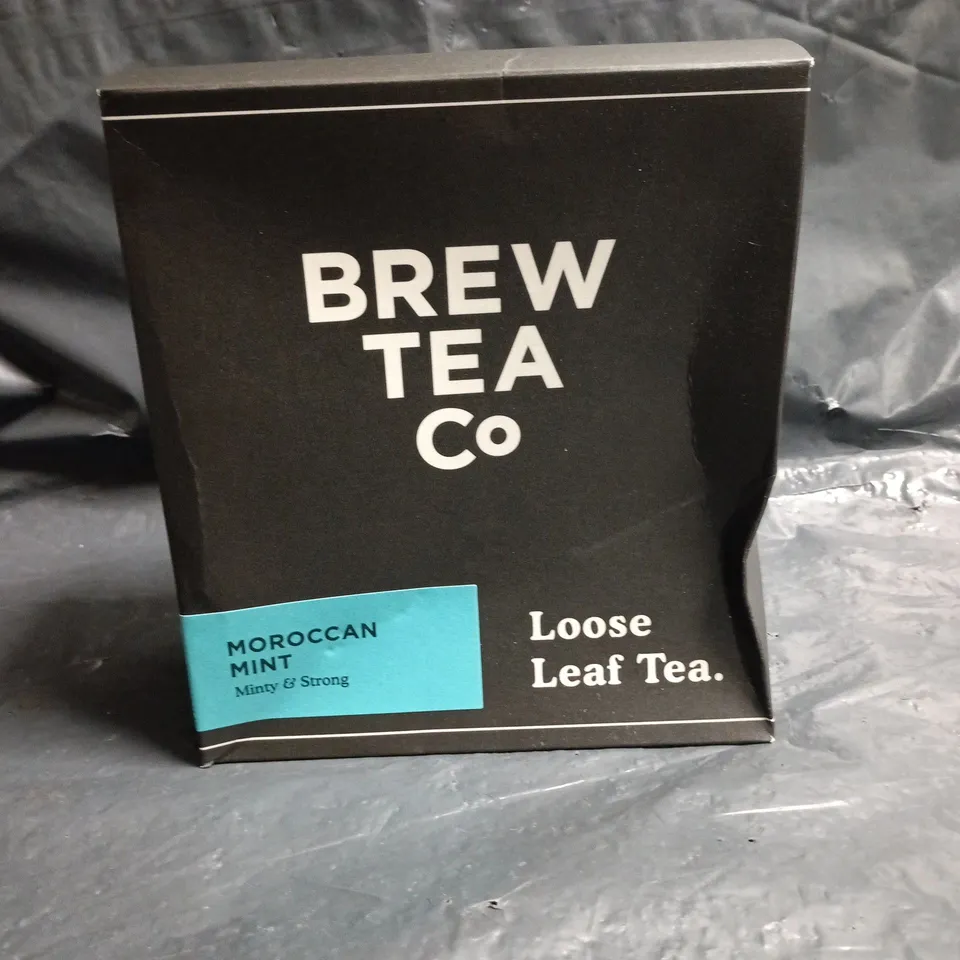 BREW
TEA
Co
MOROCCAN
MINT
Minty & Strong
Loose
Leaf Tea.